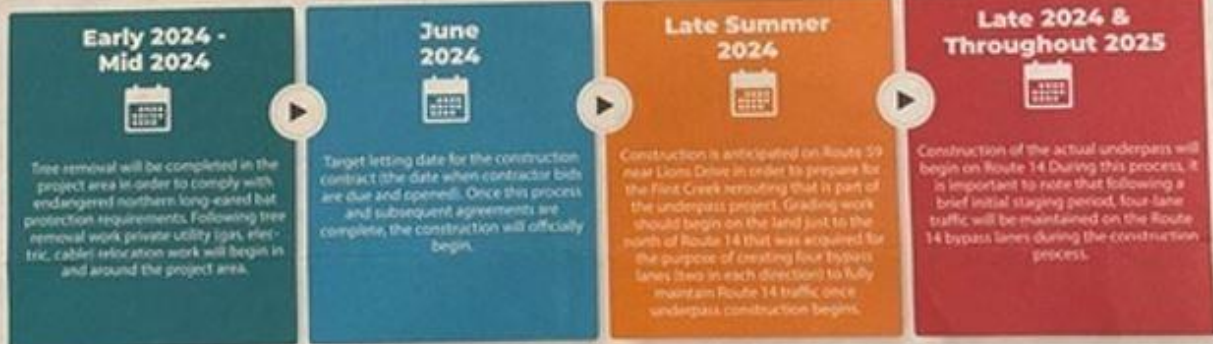 Early 2024 -
Mid 2024
Tree removal will be completed in the
project area in order to comply with
endangered northern long-eared bat
protection requirements. Following tree
removal work private utility (gas, elec-
tric, cable) relocation work will begin in
and around the project area.
June
2024
Target letting date for the construction
contract (the date when contractor bids
are due and opened). Once this process
and subsequent agreements are
complete, the construction will officially
begin.
Late Summer
2024
Construction is anticipated on Route 59
near Lions Drive in order to prepare for
the Flint Creek rerouting that is part of
the underpass project. Grading work
should begin on the land just to the
north of Route 14 that was acquired for
the purpose of creating four bypass
lanes (two in each direction) to fully
maintain Route 14 traffic once
underpass construction begins.
Late 2024 &
Throughout 2025
Construction of the actual underpass will
begin on Route 14 During this process, it
is important to note that following a
brief initial staging period, four-lane
traffic will be maintained on the Route
14 bypass lanes during the construction
process.